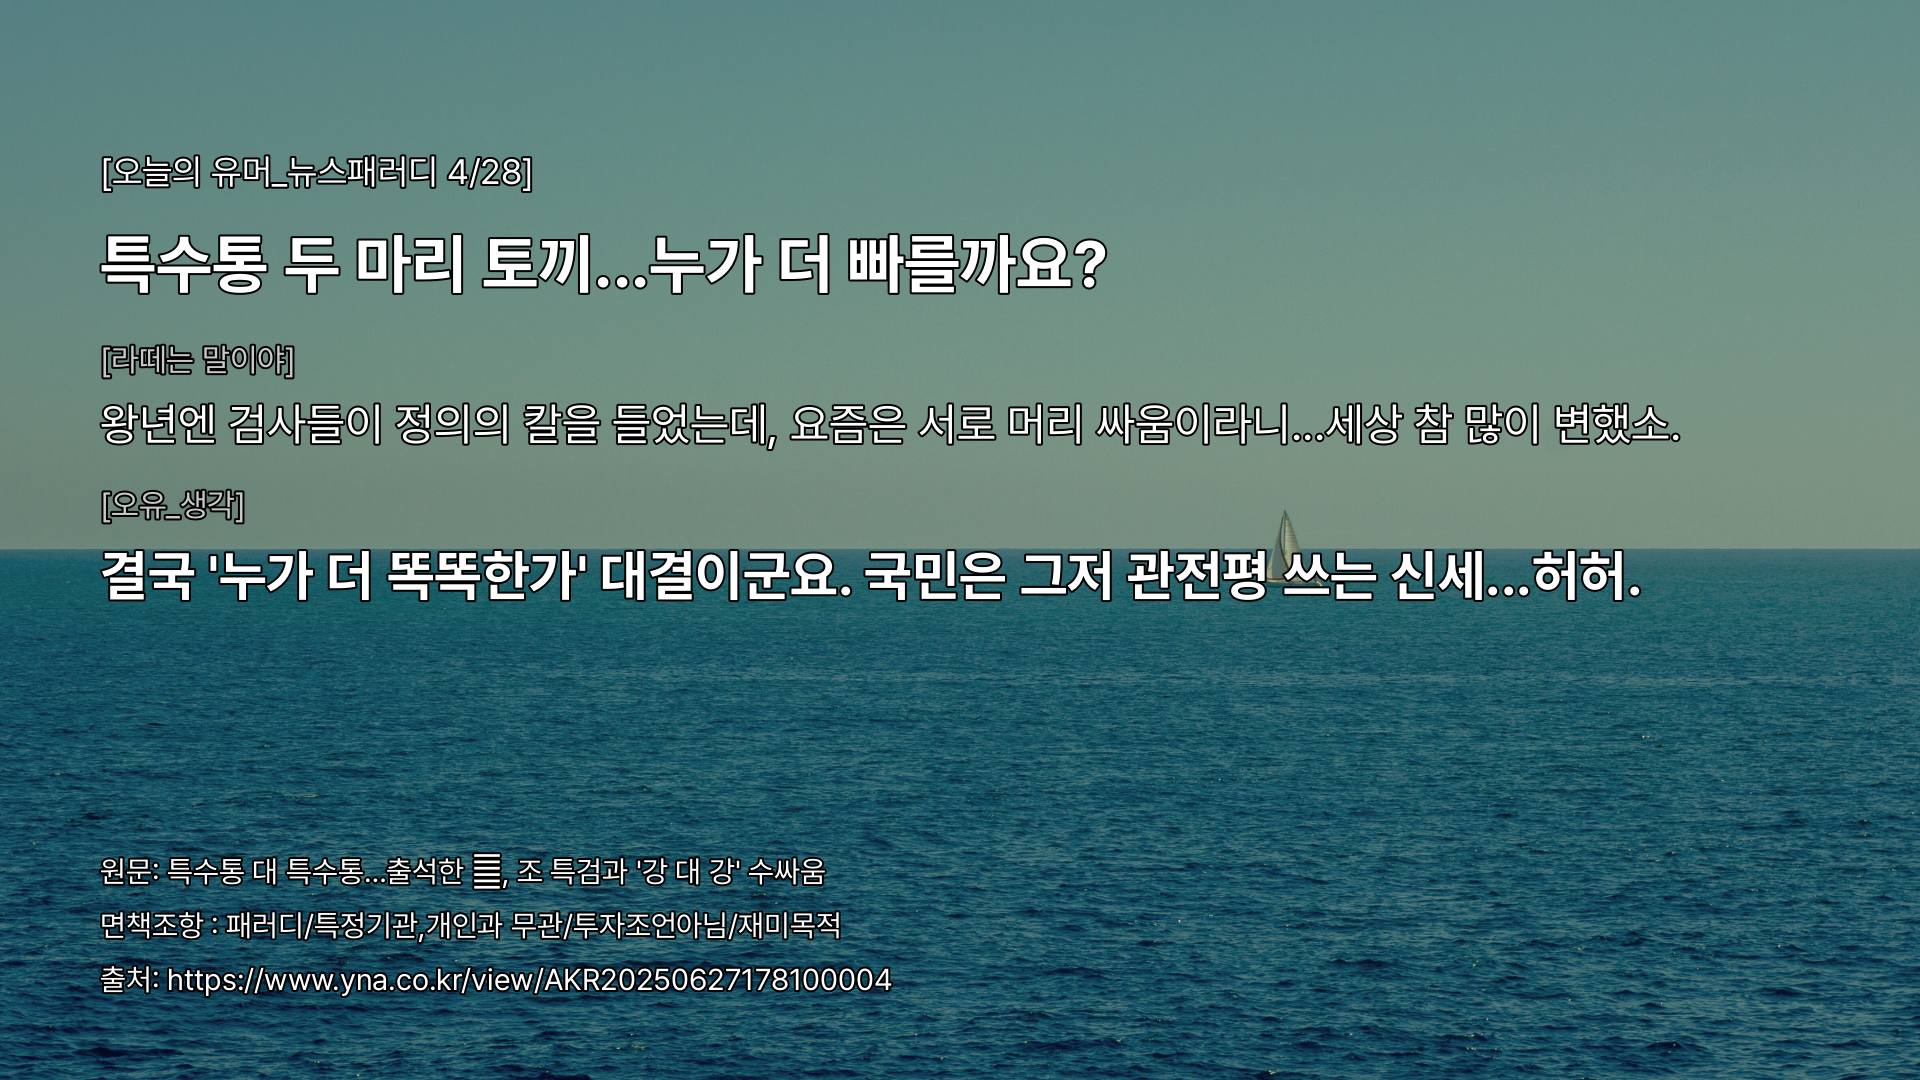 [오늘의 유머_뉴스패러디 4/28]
특수통 두 마리 토끼...누가 더 빠를까요?
[라떼는 말이야]
왕년엔 검사들이 정의의 칼을 들었는데, 요즘은 서로 머리 싸움이라니...세상 참 많이 변했소.
[오유_생각]
결국 '누가 더 똑똑한가' 대결이군요. 국민은 그저 관전평 쓰는 신세...허허.
원문: 특수통 대 특수통...출석한 , 조 특검과 '강 대 강' 수싸움
면책조항 : 패러디/특정기관,개인과 무관/투자조언아님/재미목적
출처: https://www.yna.co.kr/view/AKR20250627178100004